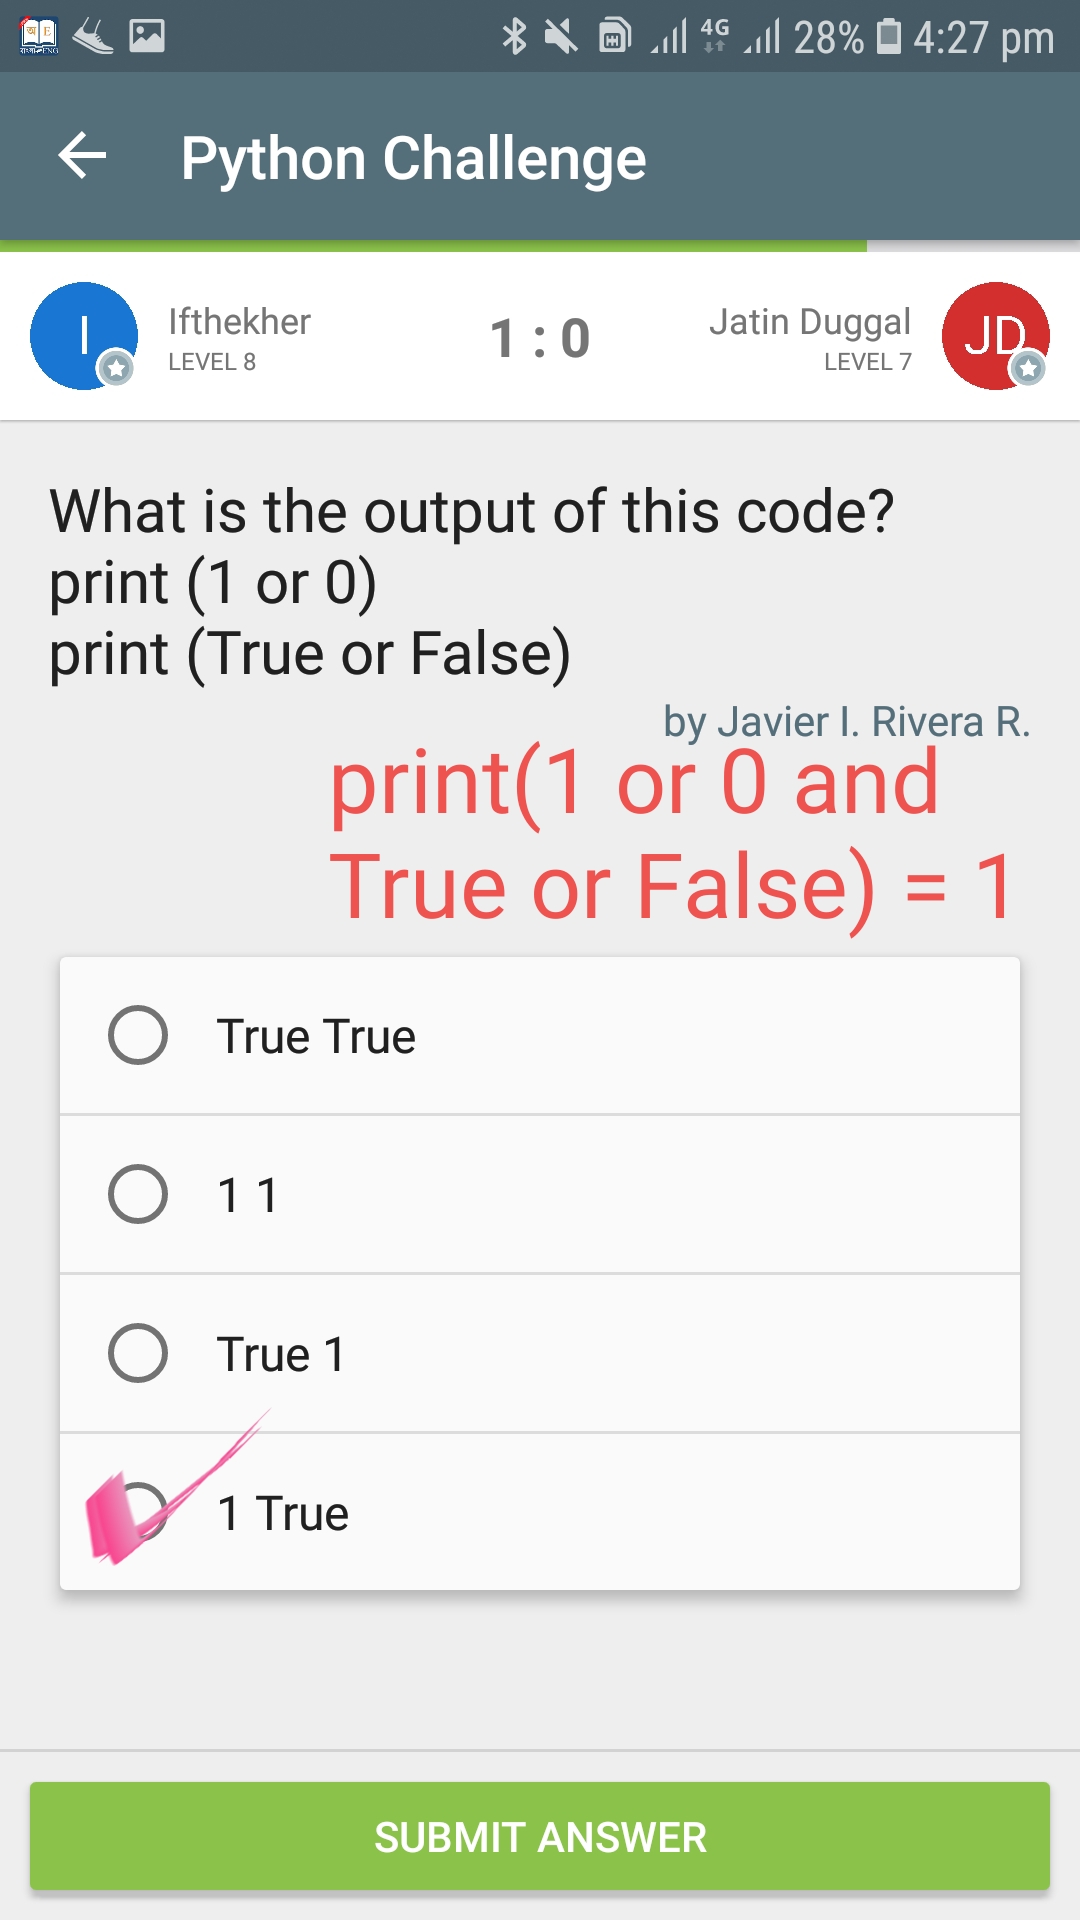 28% 4:27 pm
4G
Python Challenge
I
Ifthekher
LEVEL 8
1 : 0
Jatin Duggal
LEVEL 7
JD
What is the output of this code?
print (1 or 0)
print (True or False)
by Javier I. Rivera R.
print(1 or 0 and
True or False) = 1
True True
1 1
True 1
1 True
SUBMIT ANSWER